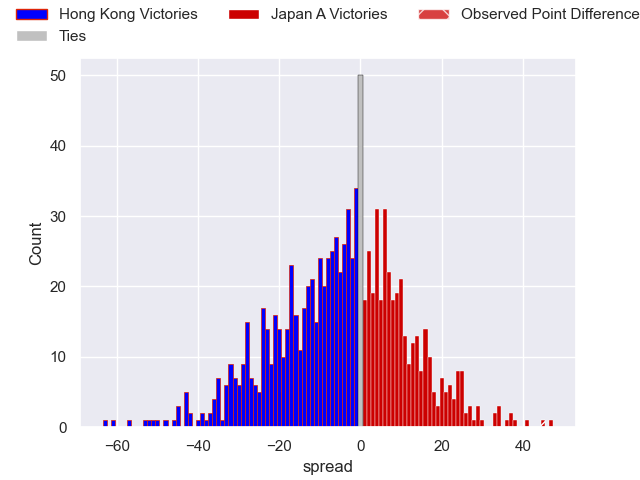 Hong Kong Victories Japan A Victories Observed Point Difference
Ties
50
40
30
20
10
0
Count
−60 −40 −20 0 20 40
spread